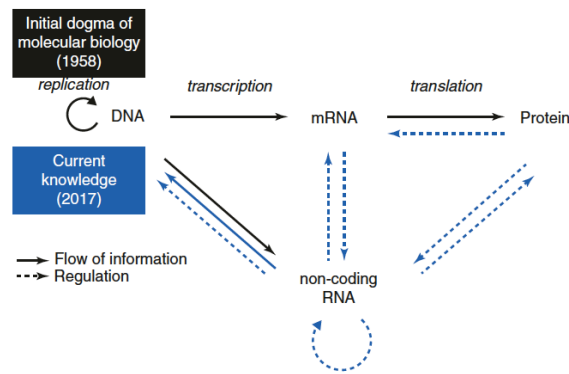 Initial dogma of
molecular biology
(1958)
replication
transcription
translation
DNA
mRNA
Protein
Current
knowledge
(2017)
Flow of information
Regulation
non-coding
RNA